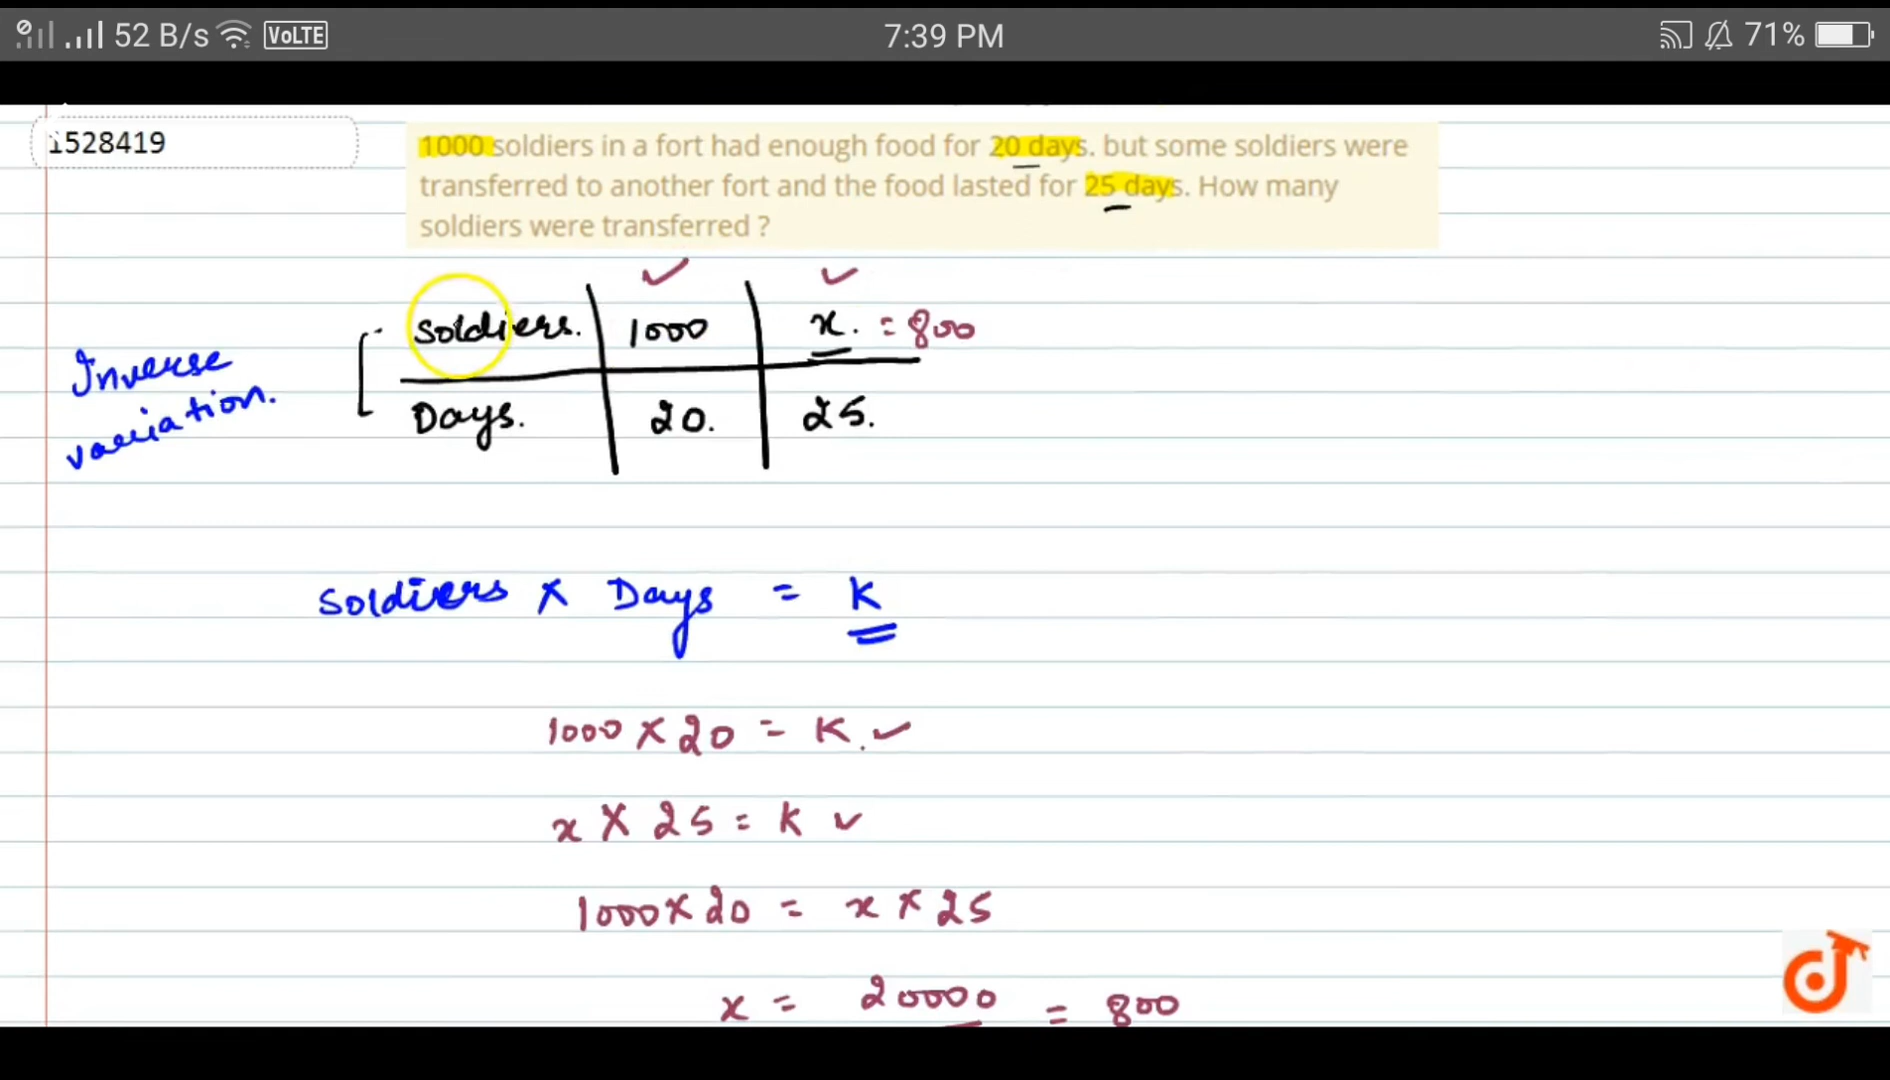 52 B/s VoLTE 7:39 PM 71%
1528419
1000 soldiers in a fort had enough food for 20 days. but some soldiers were
transferred to another fort and the food lasted for 25 days. How many
soldiers were transferred ?
Soldiers. 1000 x. = 800
Days. 20. 25.
Inverse
variation.
Soldiers × Days = K
1000 × 20 = K.
x × 25 = K
1000 × 20 = x × 25
x = 20000 = 800